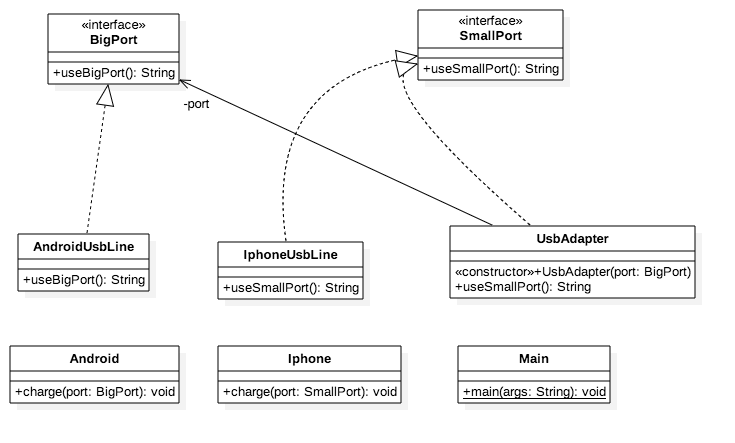 «interface»
BigPort
+useBigPort(): String
«interface»
SmallPort
+useSmallPort(): String
-port
AndroidUsbLine
+useBigPort(): String
IphoneUsbLine
+useSmallPort(): String
UsbAdapter
«constructor»+UsbAdapter(port: BigPort)
+useSmallPort(): String
Android
+charge(port: BigPort): void
Iphone
+charge(port: SmallPort): void
Main
+main(args: String): void